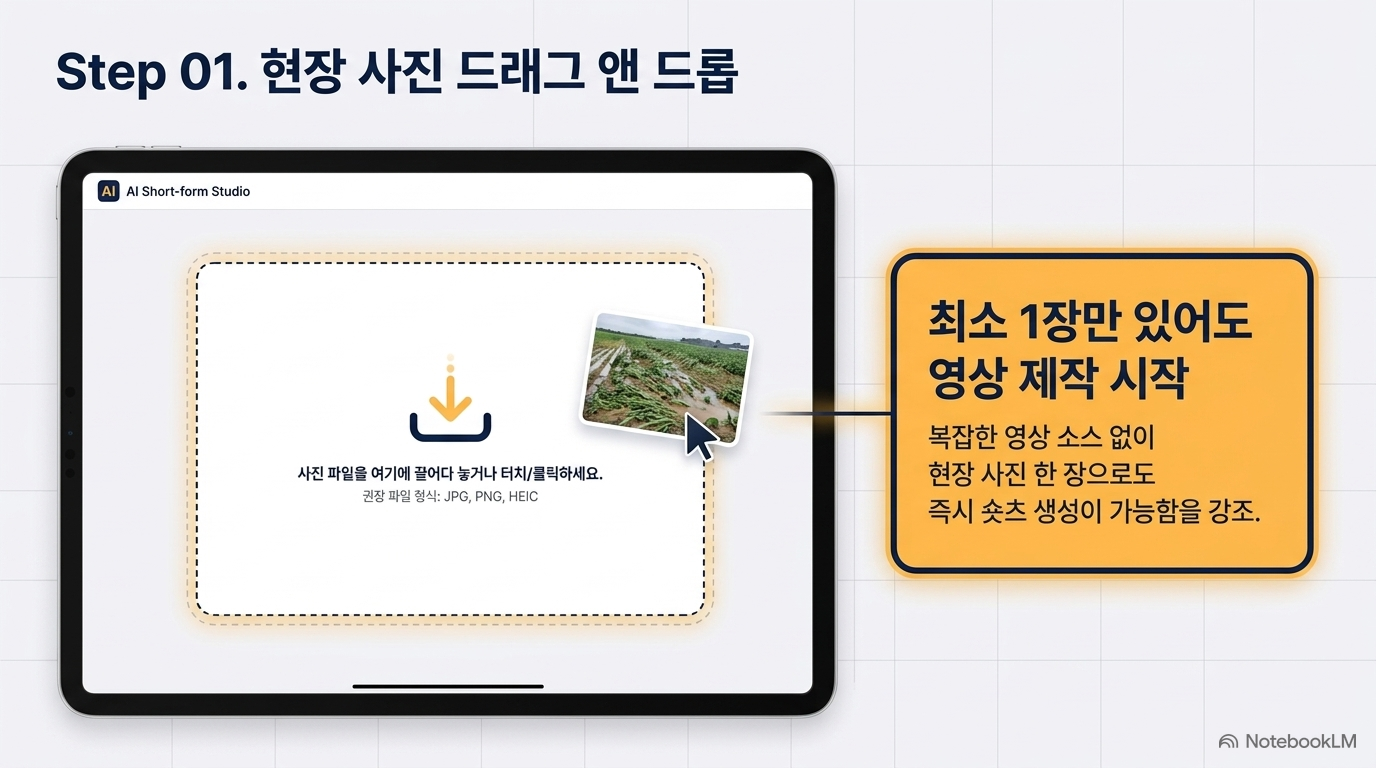 Step 01. 현장 사진 드래그 앤 드롭
AI AI Short-form Studio
사진 파일을 여기에 끌어다 놓거나 터치/클릭하세요.
권장 파일 형식: JPG, PNG, HEIC
최소 1장만 있어도
영상 제작 시작
복잡한 영상 소스 없이
현장 사진 한 장으로도
즉시 숏츠 생성이 가능함을 강조.
NotebookLM